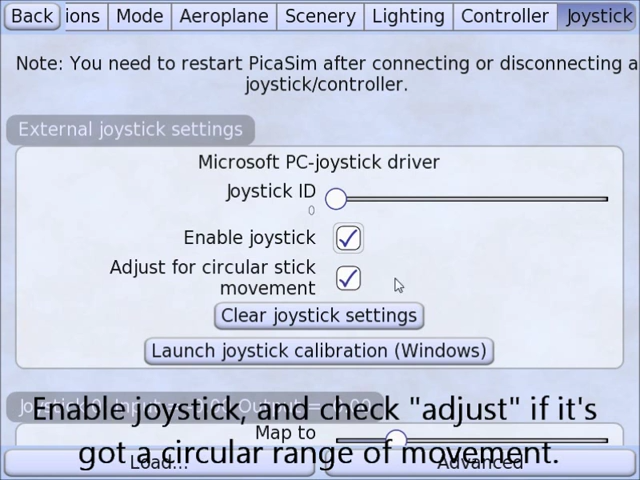 Back ions Mode Aeroplane Scenery Lighting Controller Joystick
Note: You need to restart PicaSim after connecting or disconnecting a
joystick/controller.
External joystick settings
Microsoft PC-joystick driver
Joystick ID
0
Enable joystick
Adjust for circular stick
movement
Clear joystick settings
Launch joystick calibration (Windows)
Enable joystick, and check "adjust" if it's
Map to
got a circular range of movement.
Load... Advanced